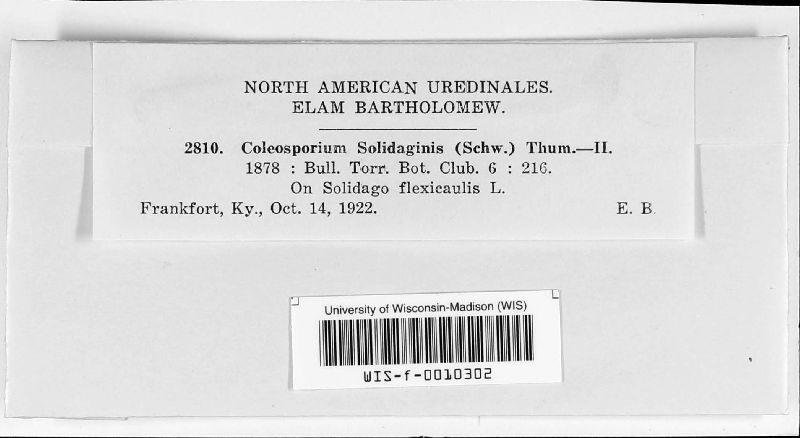 NORTH AMERICAN UREDINALES.
ELAM BARTHOLOMEW.
2810. Coleosporium Solidaginis (Schw.) Thum.—II.
1878 : Bull. Torr. Bot. Club. 6 : 216.
On Solidago flexicaulis L.
Frankfort, Ky., Oct. 14, 1922. E. B.
University of Wisconsin-Madison (WIS)
WIS-f-0010302